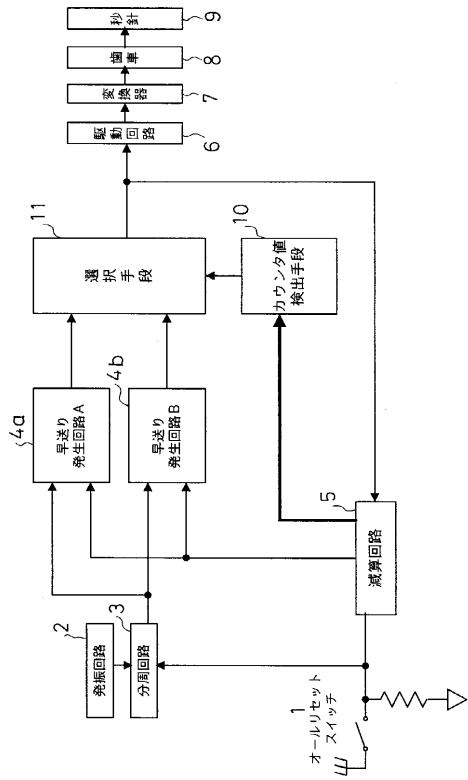 1
オールリセット
スイッチ
2
発振回路
3
分周回路
4a
早送り
発生回路A
4b
早送り
発生回路B
5
減算回路
10
カウンタ値
検出手段
11
選択手段
6
駆動回路
7
変換器
8
歯車
9
秒針